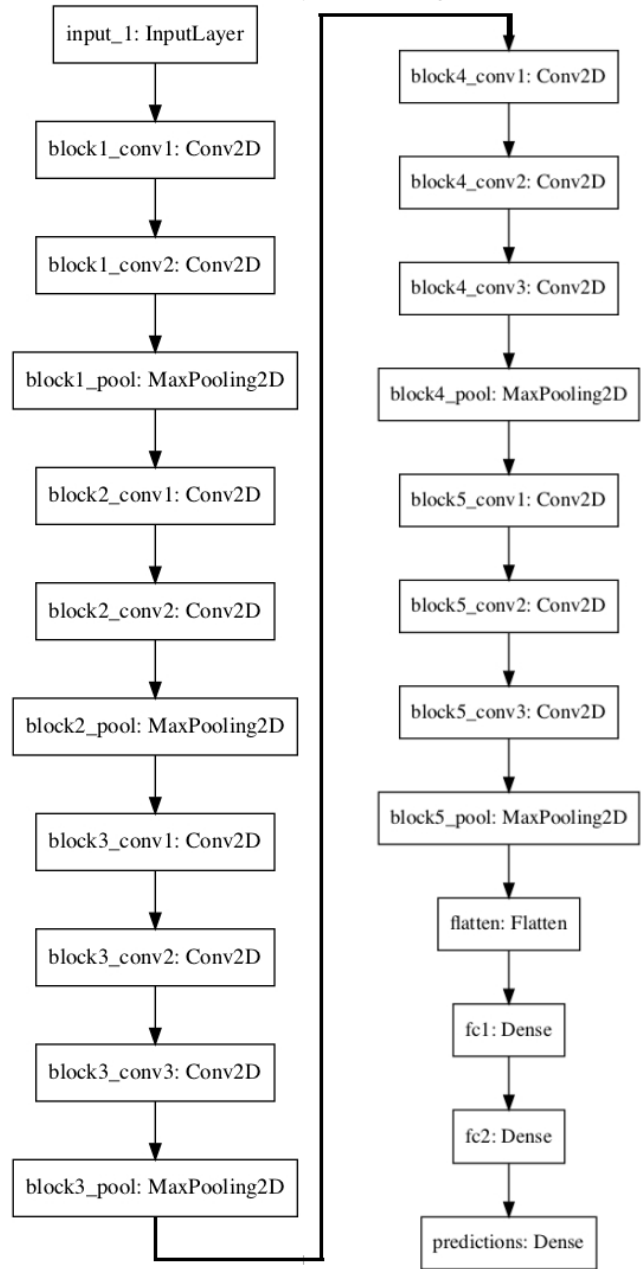 input_1: InputLayer
block1_conv1: Conv2D
block1_conv2: Conv2D
block1_pool: MaxPooling2D
block2_conv1: Conv2D
block2_conv2: Conv2D
block2_pool: MaxPooling2D
block3_conv1: Conv2D
block3_conv2: Conv2D
block3_conv3: Conv2D
block3_pool: MaxPooling2D
block4_conv1: Conv2D
block4_conv2: Conv2D
block4_conv3: Conv2D
block4_pool: MaxPooling2D
block5_conv1: Conv2D
block5_conv2: Conv2D
block5_conv3: Conv2D
block5_pool: MaxPooling2D
flatten: Flatten
fc1: Dense
fc2: Dense
predictions: Dense